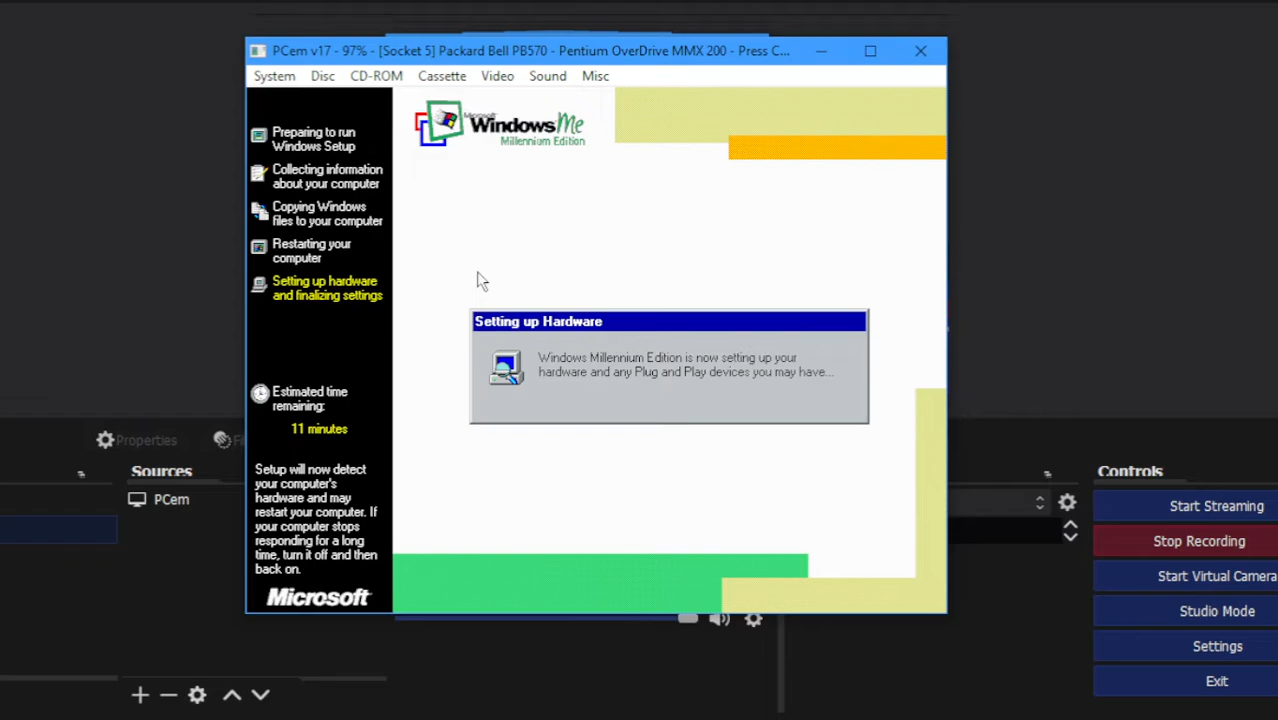 PCem v17 - 97% - [Socket 5] Packard Bell PB570 - Pentium OverDrive MMX 200 - Press C...
System Disc CD-ROM Cassette Video Sound Misc
Preparing to run
Windows Setup
Collecting information
about your computer
Copying Windows
files to your computer
Restarting your
computer
Setting up hardware
and finalizing settings
Estimated time
remaining:
11 minutes
Setup will now detect
your computer's
hardware and may
restart your computer. If
your computer stops
responding for a long
time, turn it off and then
back on.
Microsoft
Microsoft
Windows Me
Millennium Edition
Setting up Hardware
Windows Millennium Edition is now setting up your
hardware and any Plug and Play devices you may have...
Properties
Sources
PCem
Controls
Start Streaming
Stop Recording
Start Virtual Camera
Studio Mode
Settings
Exit